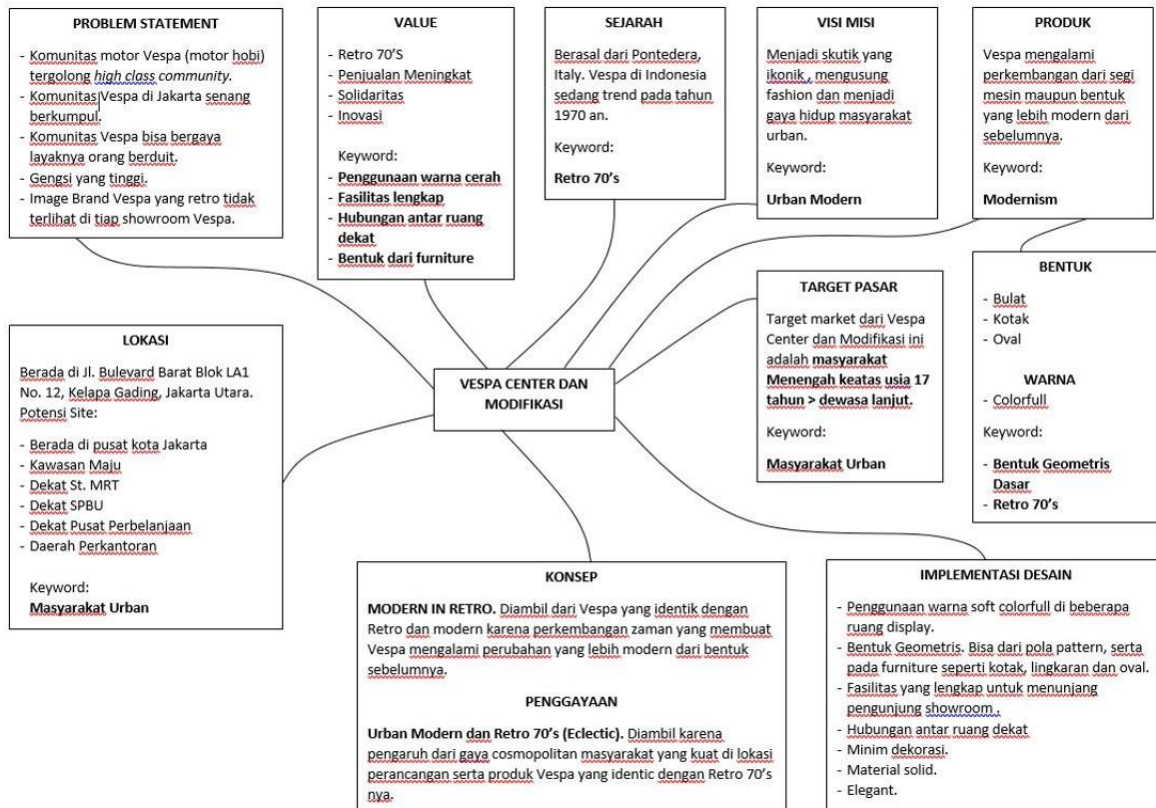 PROBLEM STATEMENT
- Komunitas motor Vespa (motor hobi)
tergolong high class community.
- Komunitas Vespa di Jakarta senang
berkumpul.
- Komunitas Vespa bisa bergaya
layaknya orang berduit.
- Gengsi yang tinggi.
- Image Brand Vespa yang retro tidak
terlihat di tiap showroom Vespa.
VALUE
- Retro 70'S
- Penjualan Meningkat
- Solidaritas
- Inovasi
Keyword:
- Penggunaan warna cerah
- Fasilitas lengkap
- Hubungan antar ruang
dekat
- Bentuk dari furniture
SEJARAH
Berasal dari Pontedera,
Italy. Vespa di Indonesia
sedang trend pada tahun
1970 an.
Keyword:
Retro 70's
VISI MISI
Menjadi skutik yang
ikonik , mengusung
fashion dan menjadi
gaya hidup masyarakat
urban.
Keyword:
Urban Modern
PRODUK
Vespa mengalami
perkembangan dari segi
mesin maupun bentuk
yang lebih modern dari
sebelumnya.
Keyword:
Modernism
BENTUK
- Bulat
- Kotak
- Oval
WARNA
- Colorfull
Keyword:
- Bentuk Geometris
Dasar
- Retro 70's
TARGET PASAR
Target market dari Vespa
Center dan Modifikasi ini
adalah masyarakat
Menengah keatas usia 17
tahun > dewasa lanjut.
Keyword:
Masyarakat Urban
LOKASI
Berada di Jl. Bulevard Barat Blok LA1
No. 12, Kelapa Gading, Jakarta Utara.
Potensi Site:
- Berada di pusat kota Jakarta
- Kawasan Maju
- Dekat St. MRT
- Dekat SPBU
- Dekat Pusat Perbelanjaan
- Daerah Perkantoran
Keyword:
Masyarakat Urban
VESPA CENTER DAN
MODIFIKASI
KONSEP
MODERN IN RETRO. Diambil dari Vespa yang identik dengan
Retro dan modern karena perkembangan zaman yang membuat
Vespa mengalami perubahan yang lebih modern dari bentuk
sebelumnya.
PENGGAYAAN
Urban Modern dan Retro 70's (Eclectic). Diambil karena
pengaruh dari gaya cosmopolitan masyarakat yang kuat di lokasi
perancangan serta produk Vespa yang identic dengan Retro 70's
nya.
IMPLEMENTASI DESAIN
- Penggunaan warna soft colorfull di beberapa
ruang display.
- Bentuk Geometris. Bisa dari pola pattern, serta
pada furniture seperti kotak, lingkaran dan oval.
- Fasilitas yang lengkap untuk menunjang
pengunjung showroom .
- Hubungan antar ruang dekat
- Minim dekorasi.
- Material solid.
- Elegant.